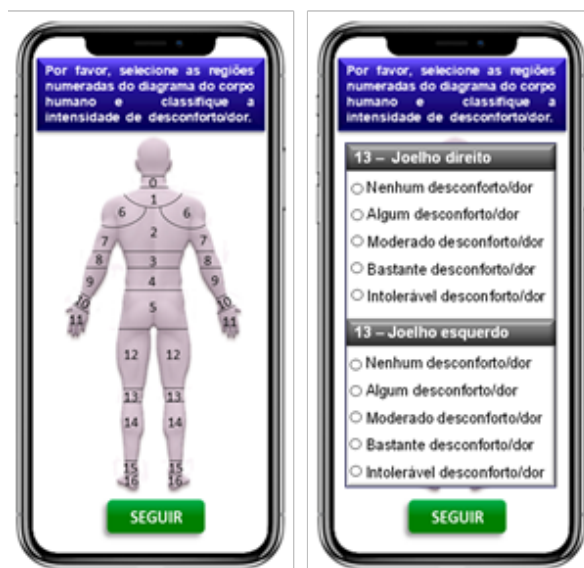 Por favor, selecione as regiões
numeradas do diagrama do corpo
humano e classifique a
intensidade de desconforto/dor.
0
1
6 6
2
7 7
8 3 8
9 4 9
10 5 10
11 11
12 12
13 13
14 14
15 15
16 16
SEGUIR
Por favor, selecione as regiões
numeradas do diagrama do corpo
humano e classifique a
intensidade de desconforto/dor.
13 – Joelho direito
Nenhum desconforto/dor
Algum desconforto/dor
Moderado desconforto/dor
Bastante desconforto/dor
Intolerável desconforto/dor
13 – Joelho esquerdo
Nenhum desconforto/dor
Algum desconforto/dor
Moderado desconforto/dor
Bastante desconforto/dor
Intolerável desconforto/dor
SEGUIR